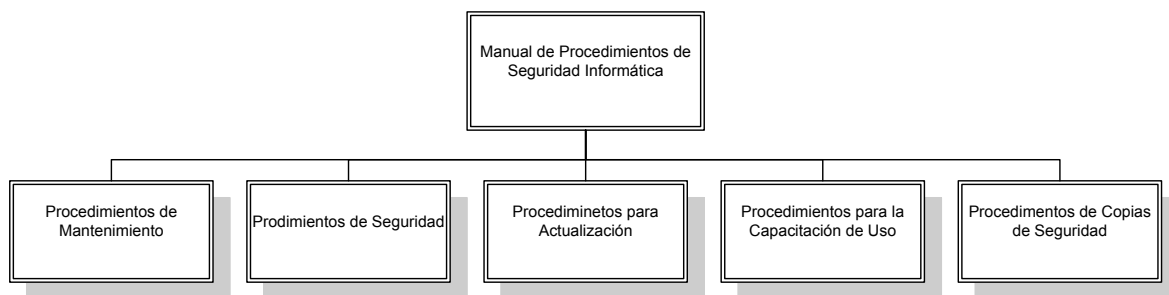 Manual de Procedimientos de
Seguridad Informática
Procedimientos de
Mantenimiento
Prodimientos de Seguridad
Procediminetos para
Actualización
Procedimientos para la
Capacitación de Uso
Procedimentos de Copias
de Seguridad